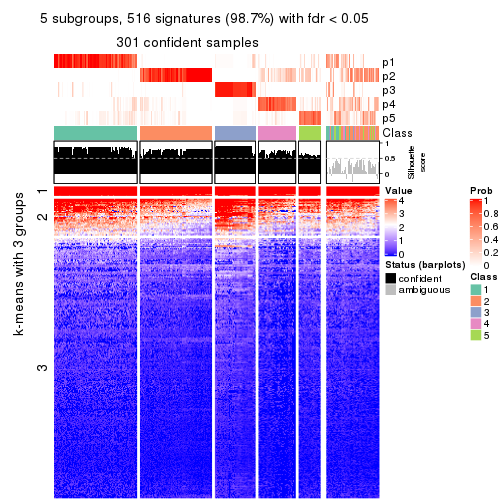 5 subgroups, 516 signatures (98.7%) with fdr < 0.05
301 confident samples
p1
p2
p3
p4
p5
Class
1
0.5
0
Silhouette
score
k-means with 3 groups
1
2
3
Value
4
3
2
1
0
Status (barplots)
confident
ambiguous
Prob
1
0.8
0.6
0.4
0.2
0
Class
1
2
3
4
5